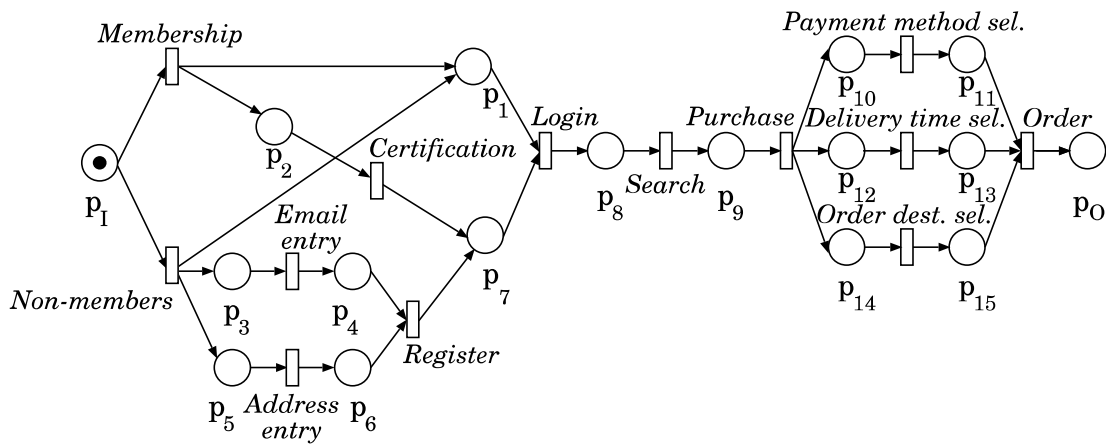 Membership
p1
p2
Certification
pI
Email
entry
Non-members
p3
p4
p7
Register
p5
Address
entry
p6
Login
p8
Search
Purchase
p9
Payment method sel.
p10
p11
Delivery time sel.
Order
p12
p13
pO
Order dest. sel.
p14
p15